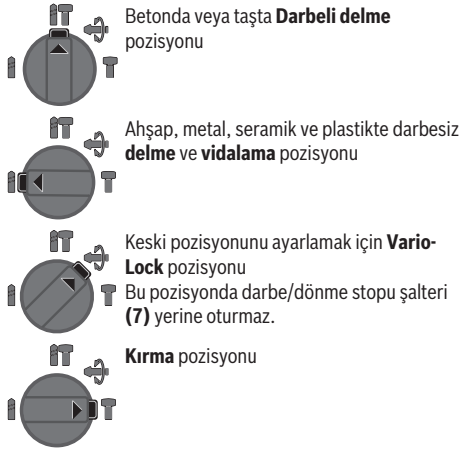 Betonda veya taşta Darbeli delme
pozisyonu
Ahşap, metal, seramik ve plastikte darbesiz
delme ve vidalama pozisyonu
Keski pozisyonunu ayarlamak için Vario-
Lock pozisyonu
Bu pozisyonda darbe/dönme stopu şalteri
(7) yerine oturmaz.
Kırma pozisyonu